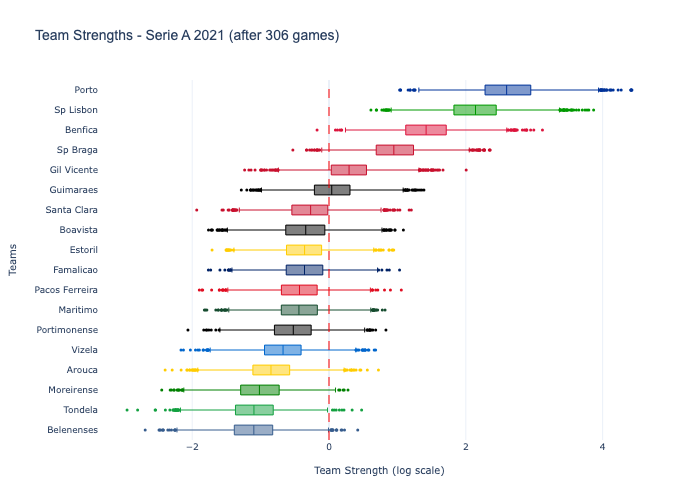 Team Strengths - Serie A 2021 (after 306 games)
Porto
Sp Lisbon
Benfica
Sp Braga
Gil Vicente
Guimaraes
Santa Clara
Boavista
Estoril
Famalicao
Pacos Ferreira
Maritimo
Portimonense
Vizela
Arouca
Moreirense
Tondela
Belenenses
Teams
−2 0 2 4
Team Strength (log scale)